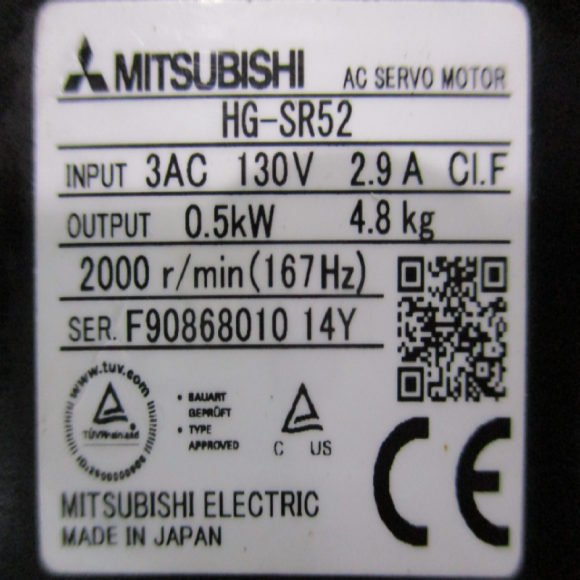 MITSUBISHI AC SERVO MOTOR
HG-SR52
INPUT 3AC 130V 2.9 A CI.F
OUTPUT 0.5kW 4.8 kg
2000 r/min(167Hz)
SER. F90868010 14Y
www.tuv.com
TÜVRheinland
• BAUART
GEPRÜFT
• TYPE
APPROVED
C US
CE
MITSUBISHI ELECTRIC
MADE IN JAPAN